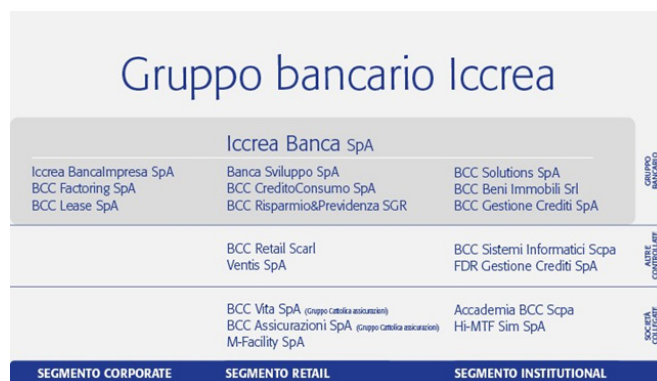 Gruppo bancario Iccrea
Iccrea Banca SpA
Iccrea BancaImpresa SpA
BCC Factoring SpA
BCC Lease SpA
Banca Sviluppo SpA
BCC CreditoConsumo SpA
BCC Risparmio&Previdenza SGR
BCC Solutions SpA
BCC Beni Immobili Srl
BCC Gestione Crediti SpA
GRUPPO
BANCARIO
BCC Retail Scarl
Ventis SpA
BCC Sistemi Informatici Scpa
FDR Gestione Crediti SpA
ALTRE
CONTROLLATE
BCC Vita SpA (Gruppo Cattolica assicurazioni)
BCC Assicurazioni SpA (Gruppo Cattolica assicurazioni)
M-Facility SpA
Accademia BCC Scpa
Hi-MTF Sim SpA
SOCIETÀ
COLLEGATE
SEGMENTO CORPORATE
SEGMENTO RETAIL
SEGMENTO INSTITUTIONAL